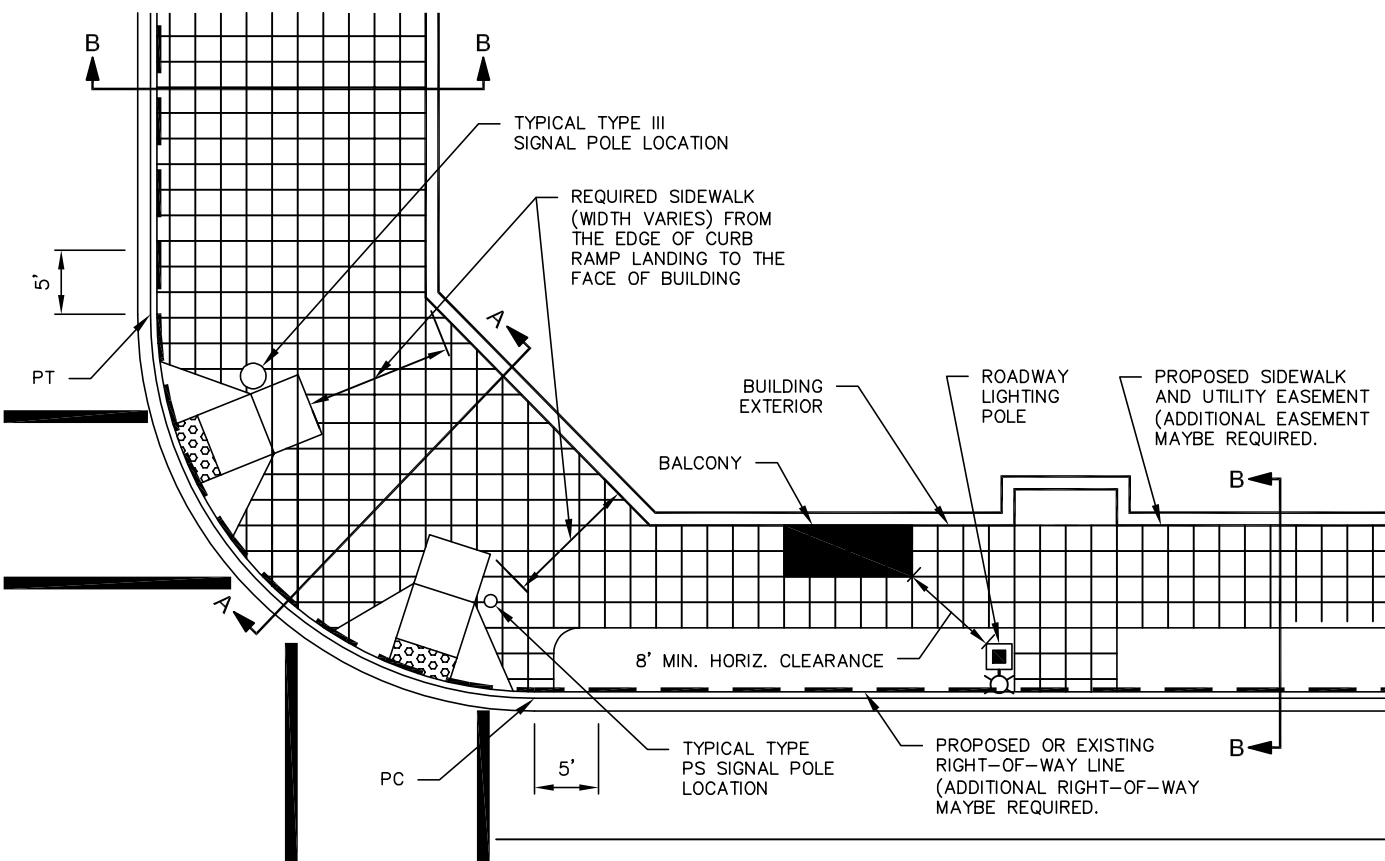 B
B
TYPICAL TYPE III
SIGNAL POLE LOCATION
REQUIRED SIDEWALK
(WIDTH VARIES) FROM
THE EDGE OF CURB
RAMP LANDING TO THE
FACE OF BUILDING
5'
A
PT
BUILDING
EXTERIOR
ROADWAY
LIGHTING
POLE
PROPOSED SIDEWALK
AND UTILITY EASEMENT
(ADDITIONAL EASEMENT
MAYBE REQUIRED.
BALCONY
B
A
8' MIN. HORIZ. CLEARANCE
PC
5'
TYPICAL TYPE
PS SIGNAL POLE
LOCATION
PROPOSED OR EXISTING
RIGHT-OF-WAY LINE
(ADDITIONAL RIGHT-OF-WAY
MAYBE REQUIRED.
B